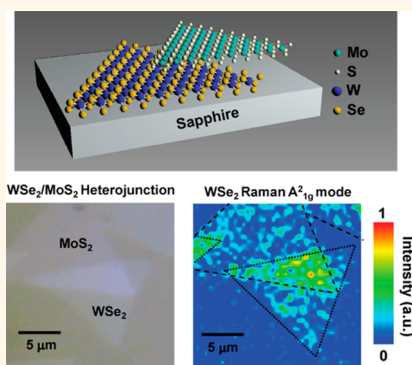 Mo
S
W
Se
Sapphire
WSe₂/MoS₂ Heterojunction
WSe₂ Raman A²₁g mode
MoS₂
WSe₂
5 μm
5 μm
1
Intensity (a.u.)
0